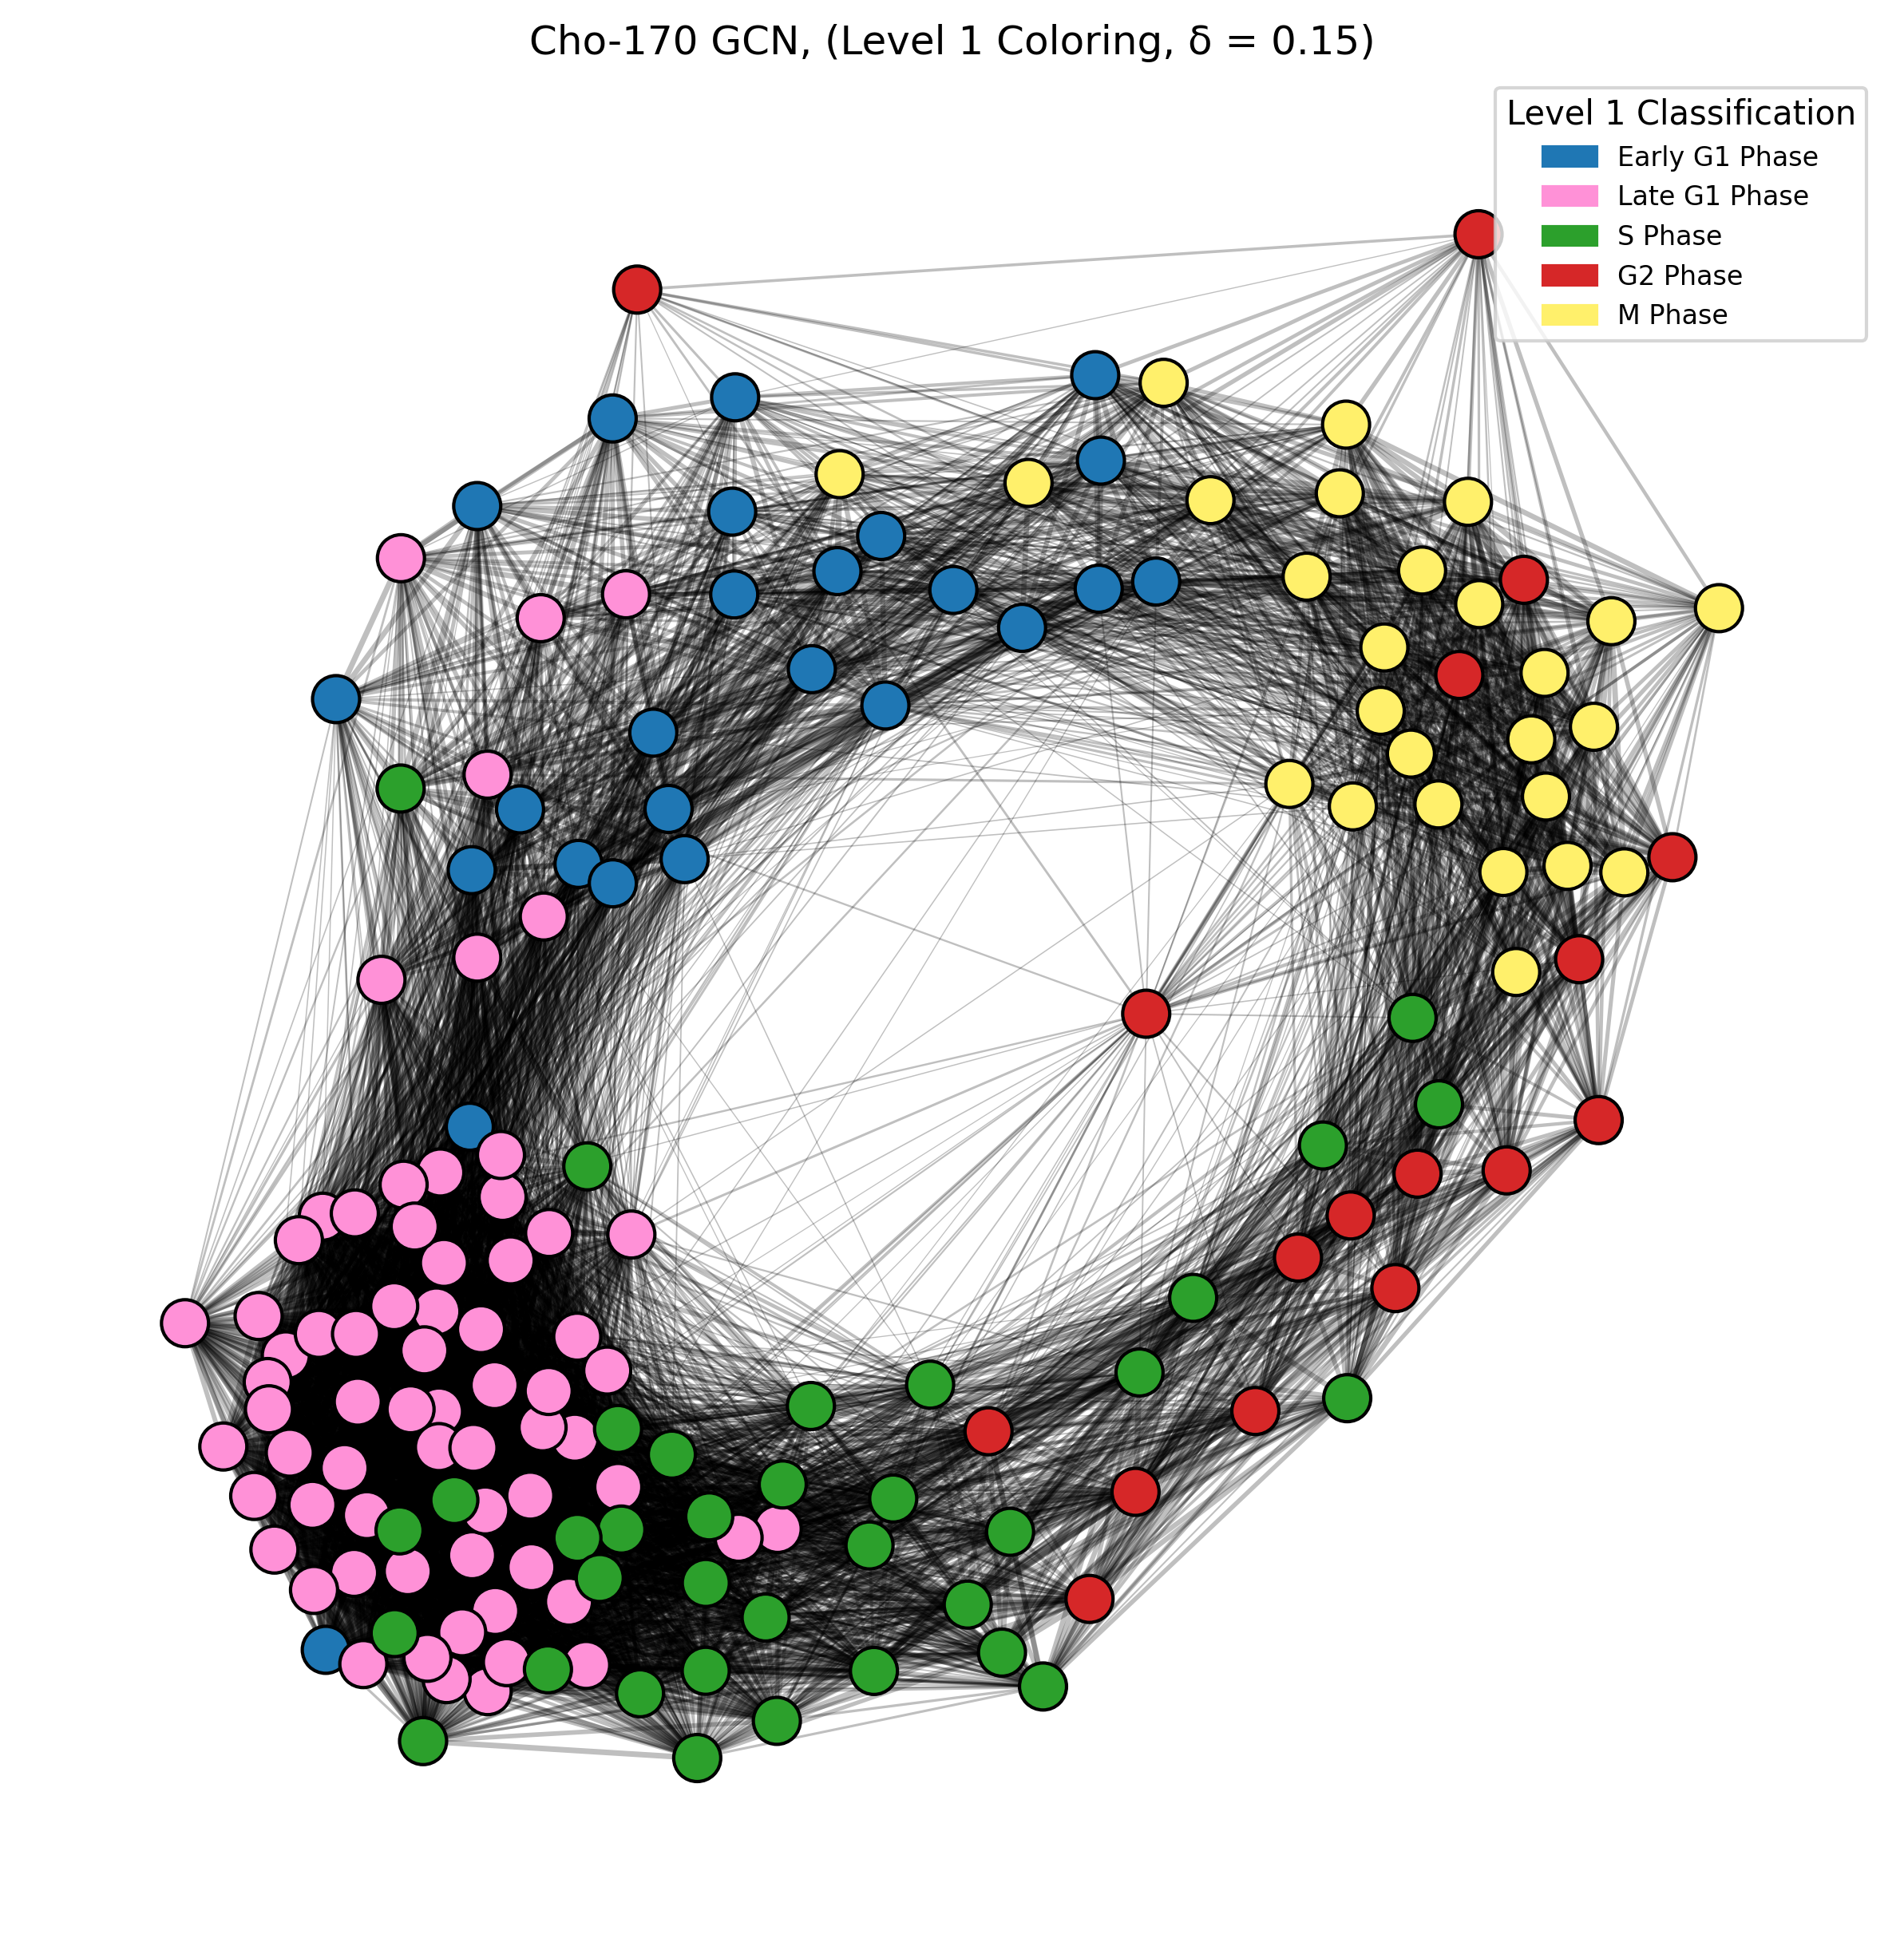 Cho-170 GCN, (Level 1 Coloring, δ = 0.15)
Level 1 Classification
Early G1 Phase
Late G1 Phase
S Phase
G2 Phase
M Phase